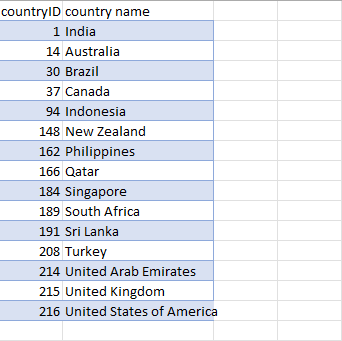 countryID country name
1 India
14 Australia
30 Brazil
37 Canada
94 Indonesia
148 New Zealand
162 Philippines
166 Qatar
184 Singapore
189 South Africa
191 Sri Lanka
208 Turkey
214 United Arab Emirates
215 United Kingdom
216 United States of America